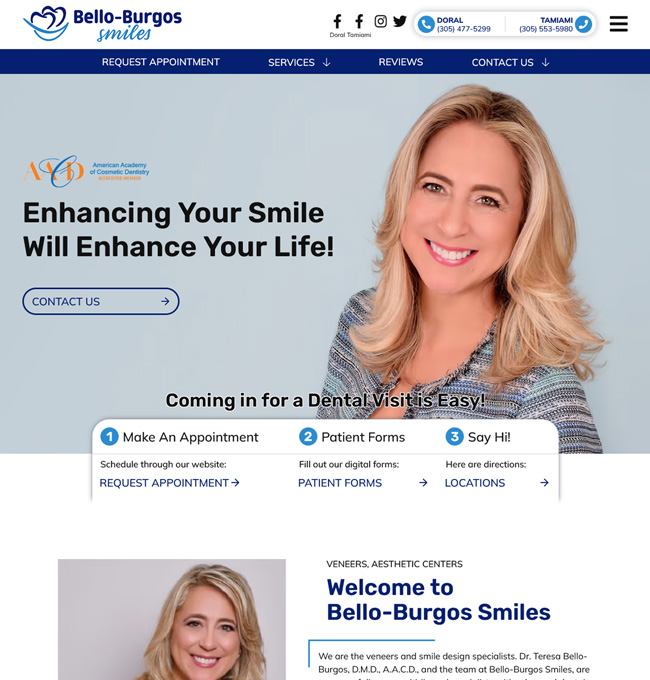 Bello-Burgos
smiles
Doral Tamiami
DORAL
(305) 477-5299
TAMIAMI
(305) 553-5980
REQUEST APPOINTMENT
SERVICES
REVIEWS
CONTACT US
AACD
American Academy
of Cosmetic Dentistry
Enhancing Your Smile
Will Enhance Your Life!
CONTACT US
Coming in for a Dental Visit is Easy!
1 Make An Appointment
2 Patient Forms
3 Say Hi!
Schedule through our website:
Fill out our digital forms:
Here are directions:
REQUEST APPOINTMENT
PATIENT FORMS
LOCATIONS
VENEERS, AESTHETIC CENTERS
Welcome to
Bello-Burgos Smiles
We are the veneers and smile design specialists. Dr. Teresa Bello-
Burgos, D.M.D., A.A.C.D., and the team at Bello-Burgos Smiles, are